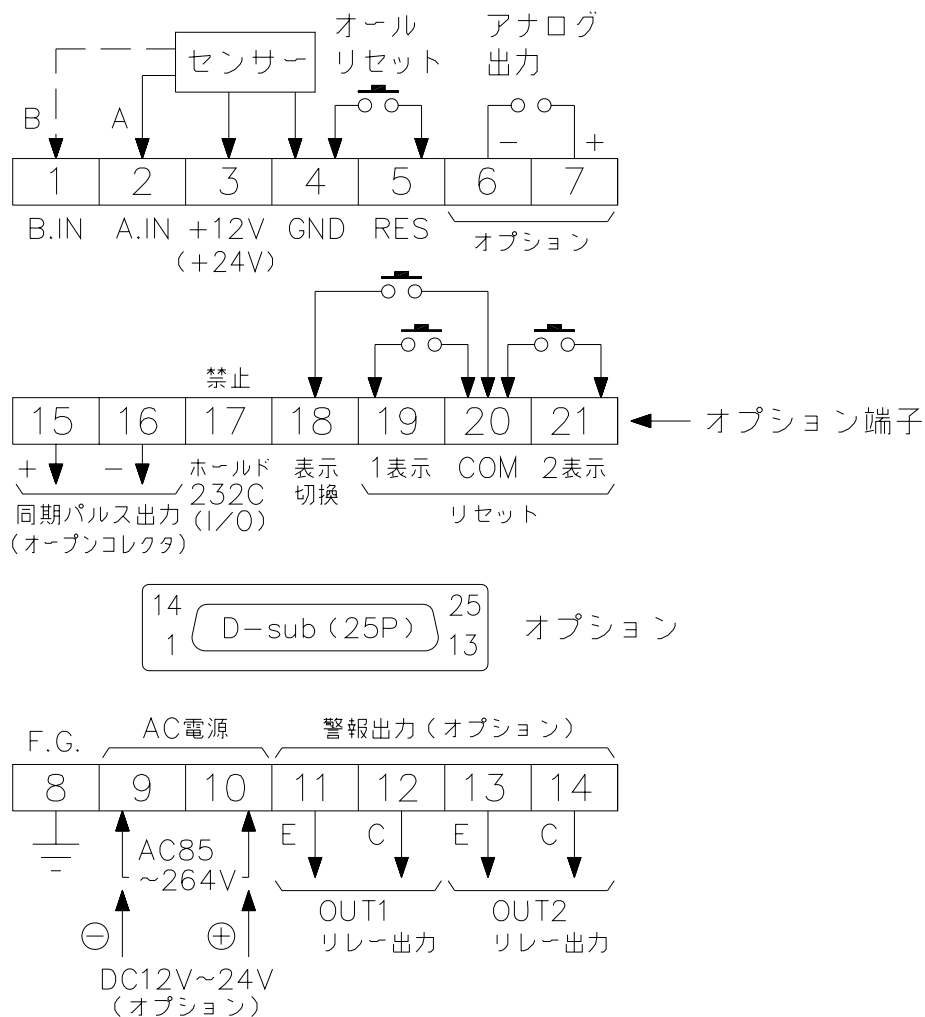 センサー
オール
リセット
アナログ
出力
B
A
−
+
1 2 3 4 5 6 7
B.IN A.IN +12V GND RES
(+24V)
オプション
禁止
15 16 17 18 19 20 21
オプション端子
+ −
ホールド
232C
(I/O)
表示
切換
1表示 COM 2表示
リセット
同期パルス出力
(オープンコレクタ)
14 25
D-sub(25P)
1 13
オプション
F.G.
AC電源
警報出力(オプション)
8 9 10 11 12 13 14
E C E C
AC85
~264V
OUT1
リレー出力
OUT2
リレー出力
⊖ ⊕
DC12V~24V
(オプション)